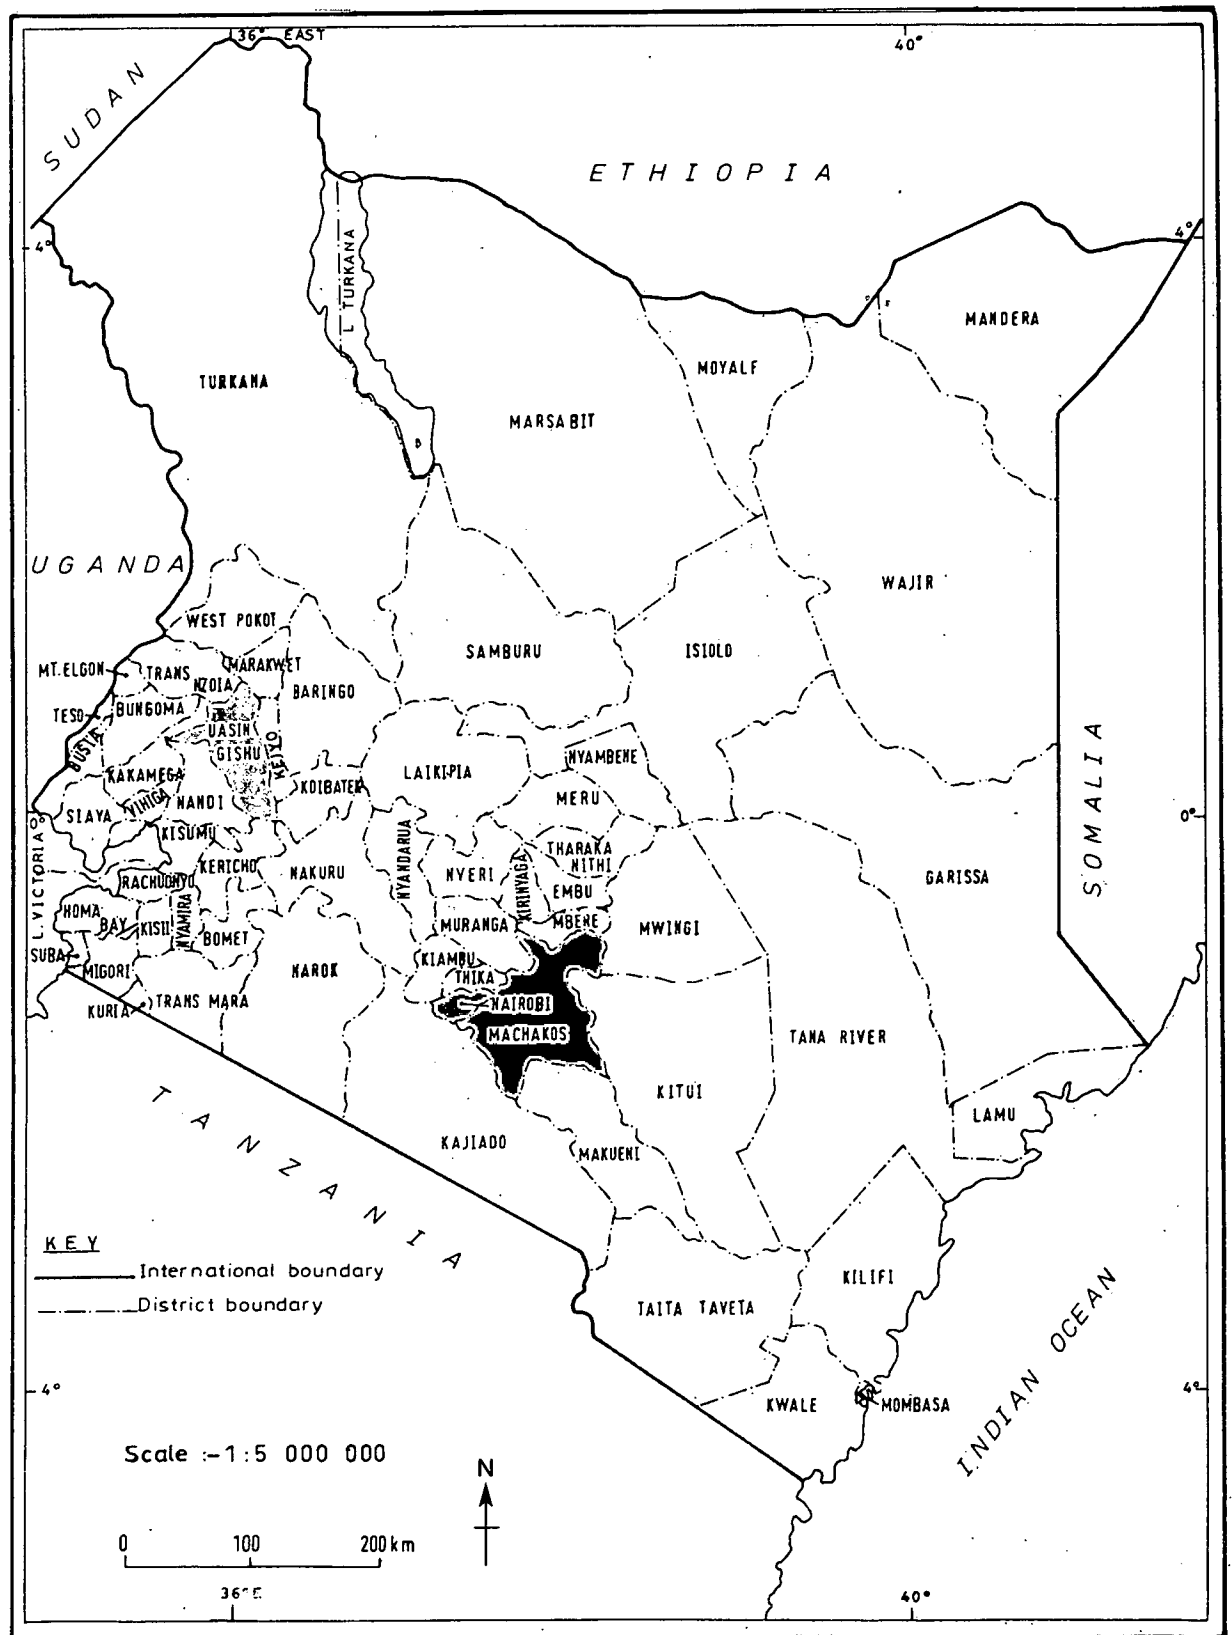 36° EAST
40°
SUDAN
ETHIOPIA
4°
4°
L TURKANA
MANDERA
MOYALF
TURKANA
MARSABIT
UGANDA
WAJIR
WEST POKOT
SAMBURU
ISIOLO
MT.ELGON
TRANS
NZOIA
MARAKWET
BARINGO
TESO
BUNGOMA
UASIN
GISHU
BUSIA
KEIYO
SOMALIA
NYAMBENE
KAKAMEGA
KOIBATEK
LAIKIPIA
VIHIGA
NANDI
MERU
SIAYA
0°
0°
KISUMU
THARAKA
NITHI
L. VICTORIA
KERICHO
NAKURU
NYANDARUA
NYERI
KIRINYAGA
GARISSA
RACHUONYO
EMBU
HOMA
BAY
KISII
NYAMIRA
BOMET
MURANGA
MBERE
MWINGI
SUBA
MIGORI
NAROK
KIAMBU
THIKA
KURIA
TRANS MARA
NAIROBI
MACHAKOS
TANA RIVER
KITUI
LAMU
TANZANIA
KAJIADO
MAKUENI
KEY
International boundary
District boundary
KILIFI
TAITA TAVETA
INDIAN OCEAN
4°
4°
KWALE
MOMBASA
Scale :-1:5 000 000
N
0 100 200 km
36° E
40°